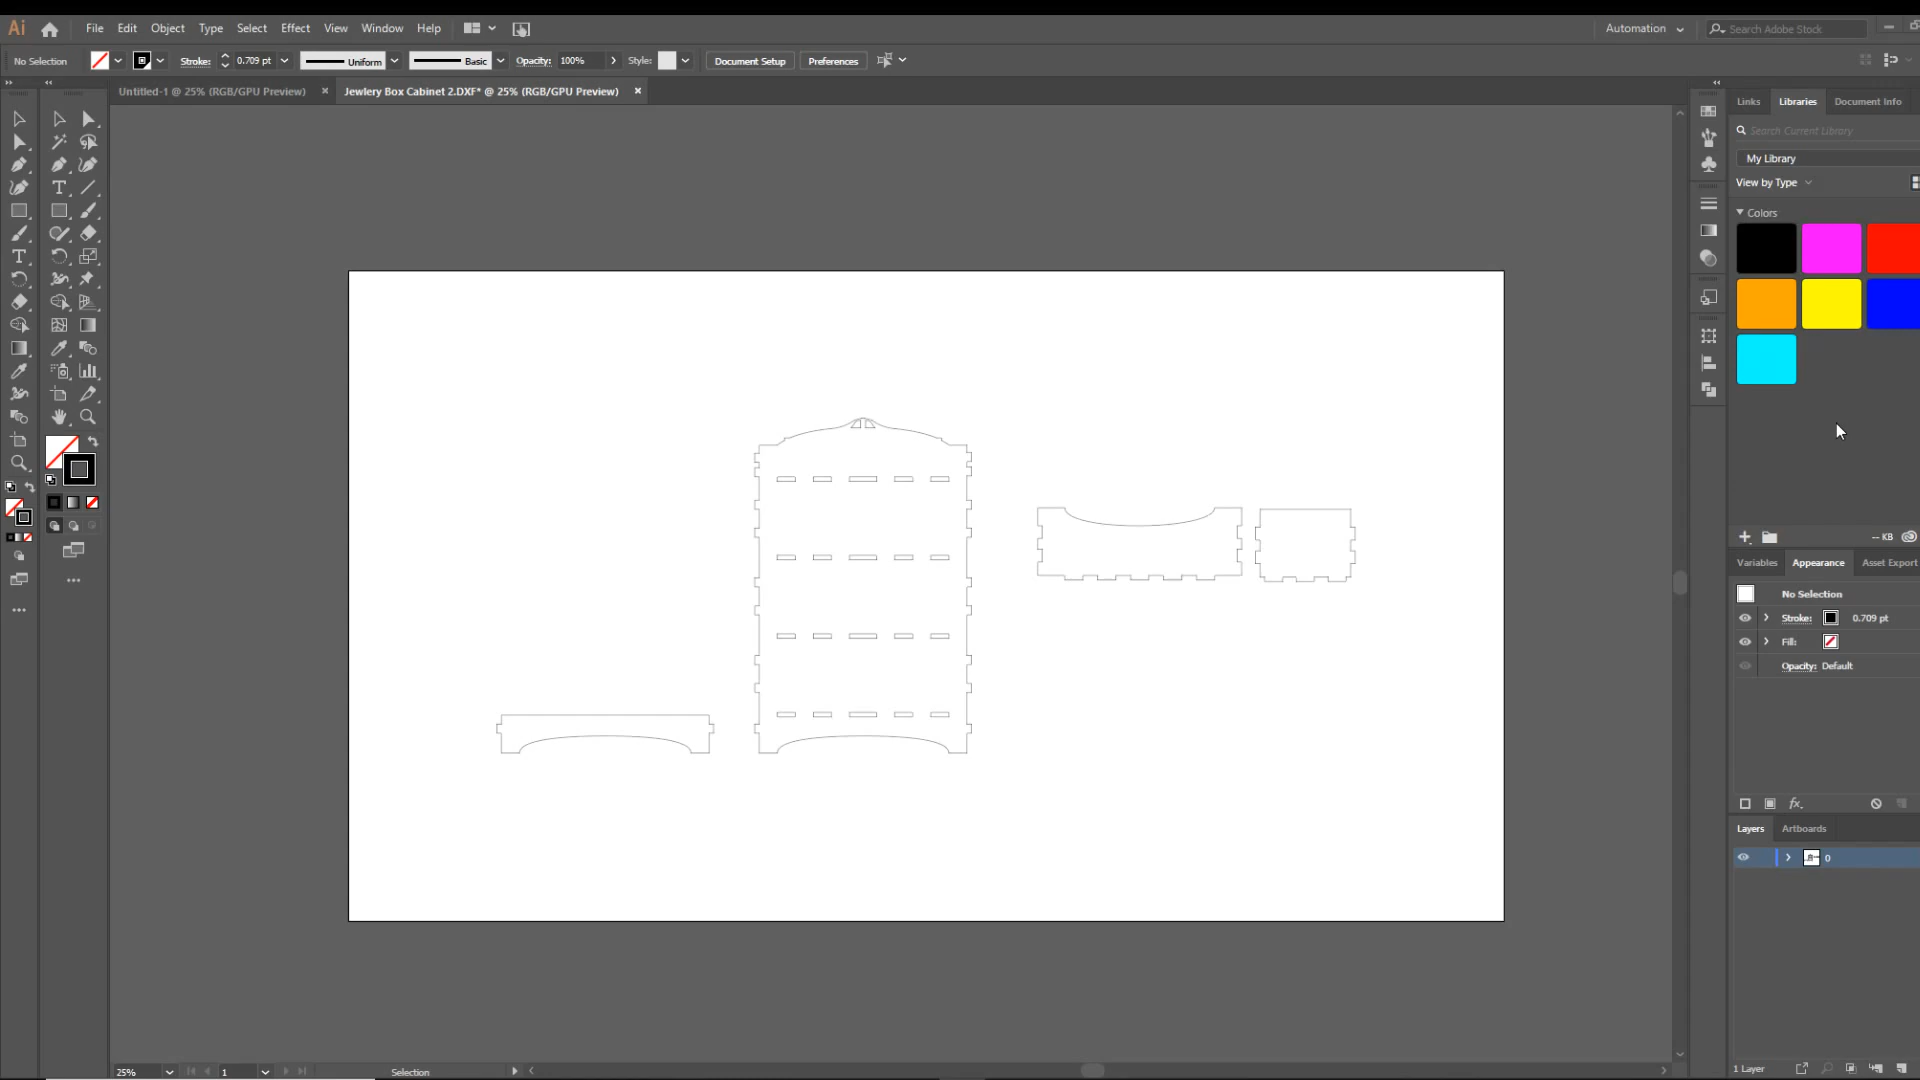 Ai File Edit Object Type Select Effect View Window Help Automation Search Adobe Stock
No Selection Stroke: 0.709 pt Uniform Basic Opacity: 100% Style: Document Setup Preferences
Untitled-1 @ 25% (RGB/GPU Preview) × Jewlery Box Cabinet 2.DXF* @ 25% (RGB/GPU Preview) ×
Links Libraries Document Info
Search Current Library
My Library
View by Type
Colors
-- KB
Variables Appearance Asset Export
No Selection
Stroke: 0.709 pt
Fill:
Opacity: Default
fx
Layers Artboards
0
25% 1 Selection
1 Layer